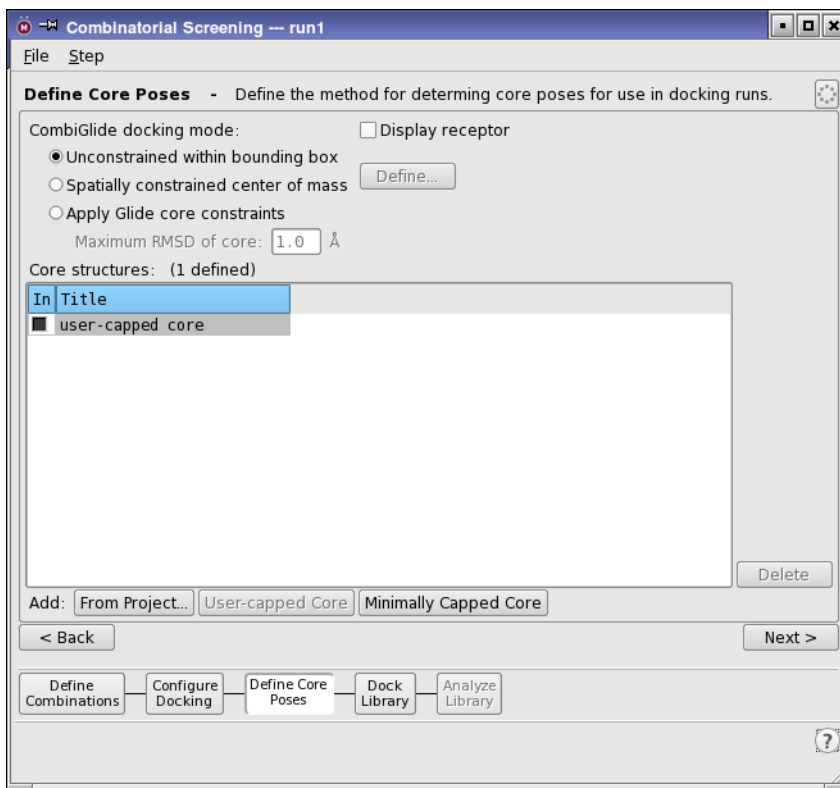 Combinatorial Screening --- run1
File Step
Define Core Poses - Define the method for determing core poses for use in docking runs.
CombiGlide docking mode:
Display receptor
Unconstrained within bounding box
Spatially constrained center of mass
Define...
Apply Glide core constraints
Maximum RMSD of core: 1.0 Å
Core structures: (1 defined)
In Title
user-capped core
Delete
Add: From Project... User-capped Core Minimally Capped Core
< Back
Next >
Define Combinations
Configure Docking
Define Core Poses
Dock Library
Analyze Library
?